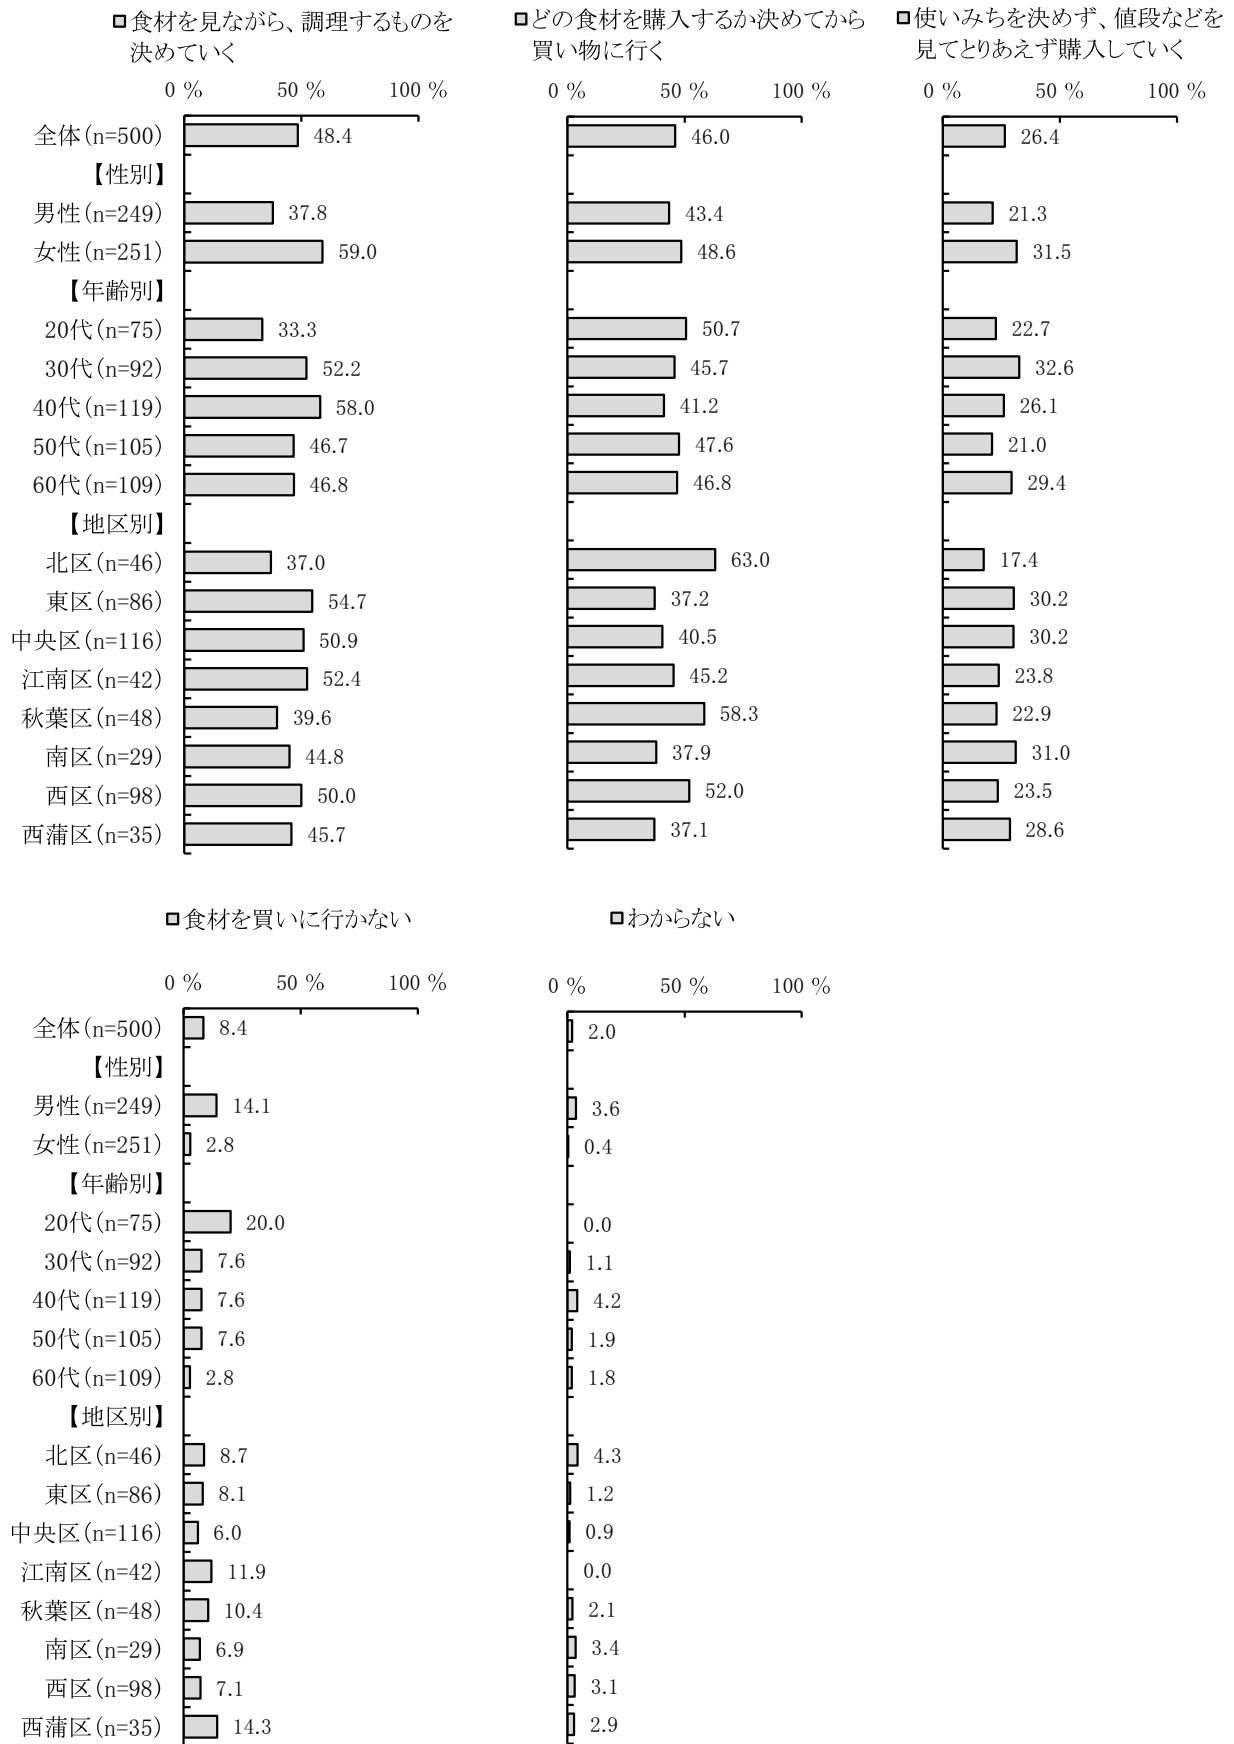 食材を見ながら、調理するものを
決めていく
どの食材を購入するか決めてから
買い物に行く
使いみちを決めず、値段などを
見てとりあえず購入していく
0 % 50 % 100 % 0 % 50 % 100 % 0 % 50 % 100 %
全体(n=500) 48.4 46.0 26.4
【性別】
男性(n=249) 37.8 43.4 21.3
女性(n=251) 59.0 48.6 31.5
【年齢別】
20代(n=75) 33.3 50.7 22.7
30代(n=92) 52.2 45.7 32.6
40代(n=119) 58.0 41.2 26.1
50代(n=105) 46.7 47.6 21.0
60代(n=109) 46.8 46.8 29.4
【地区別】
北区(n=46) 37.0 63.0 17.4
東区(n=86) 54.7 37.2 30.2
中央区(n=116) 50.9 40.5 30.2
江南区(n=42) 52.4 45.2 23.8
秋葉区(n=48) 39.6 58.3 22.9
南区(n=29) 44.8 37.9 31.0
西区(n=98) 50.0 52.0 23.5
西蒲区(n=35) 45.7 37.1 28.6
食材を買いに行かない わからない
0 % 50 % 100 % 0 % 50 % 100 %
全体(n=500) 8.4 2.0
【性別】
男性(n=249) 14.1 3.6
女性(n=251) 2.8 0.4
【年齢別】
20代(n=75) 20.0 0.0
30代(n=92) 7.6 1.1
40代(n=119) 7.6 4.2
50代(n=105) 7.6 1.9
60代(n=109) 2.8 1.8
【地区別】
北区(n=46) 8.7 4.3
東区(n=86) 8.1 1.2
中央区(n=116) 6.0 0.9
江南区(n=42) 11.9 0.0
秋葉区(n=48) 10.4 2.1
南区(n=29) 6.9 3.4
西区(n=98) 7.1 3.1
西蒲区(n=35) 14.3 2.9